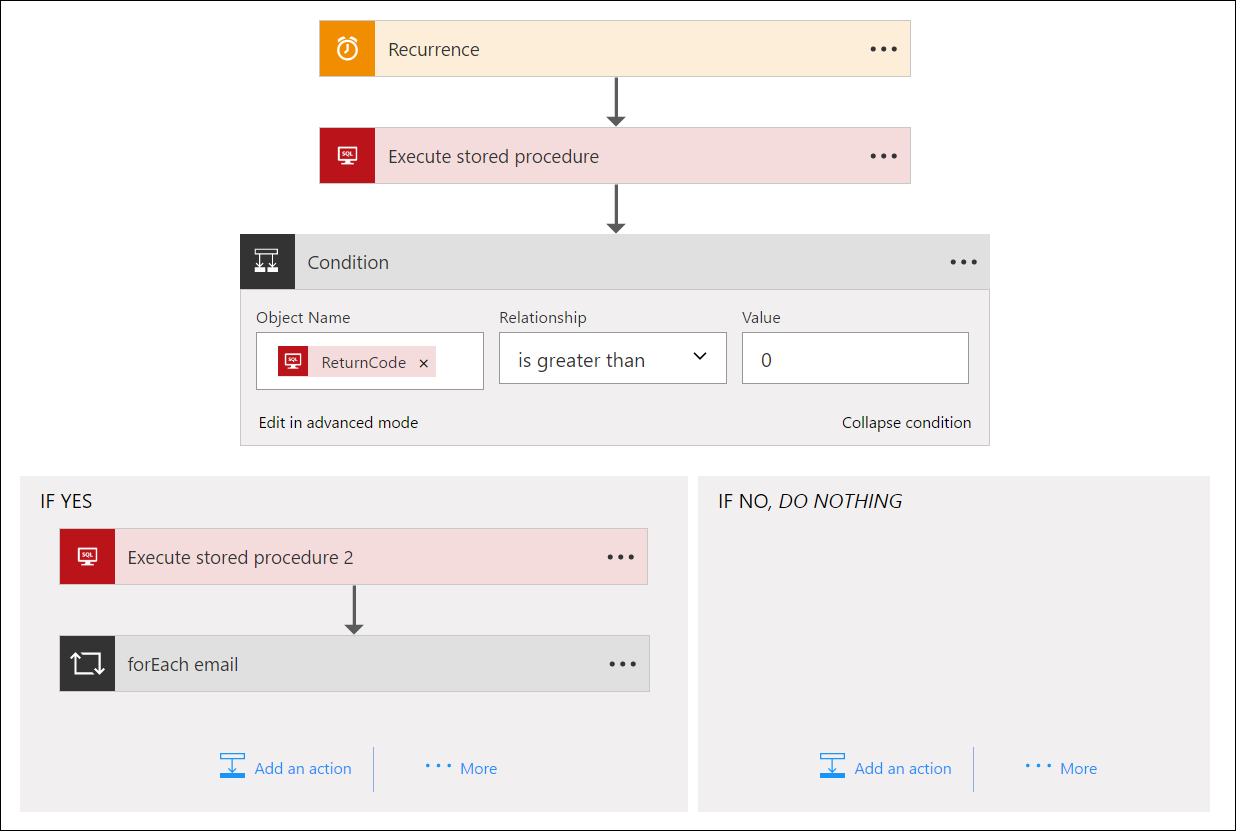 Recurrence
SQL
Execute stored procedure
Condition
Object Name
Relationship
Value
SQL
ReturnCode ×
is greater than
0
Edit in advanced mode
Collapse condition
IF YES
SQL
Execute stored procedure 2
forEach email
Add an action
More
IF NO, DO NOTHING
Add an action
More